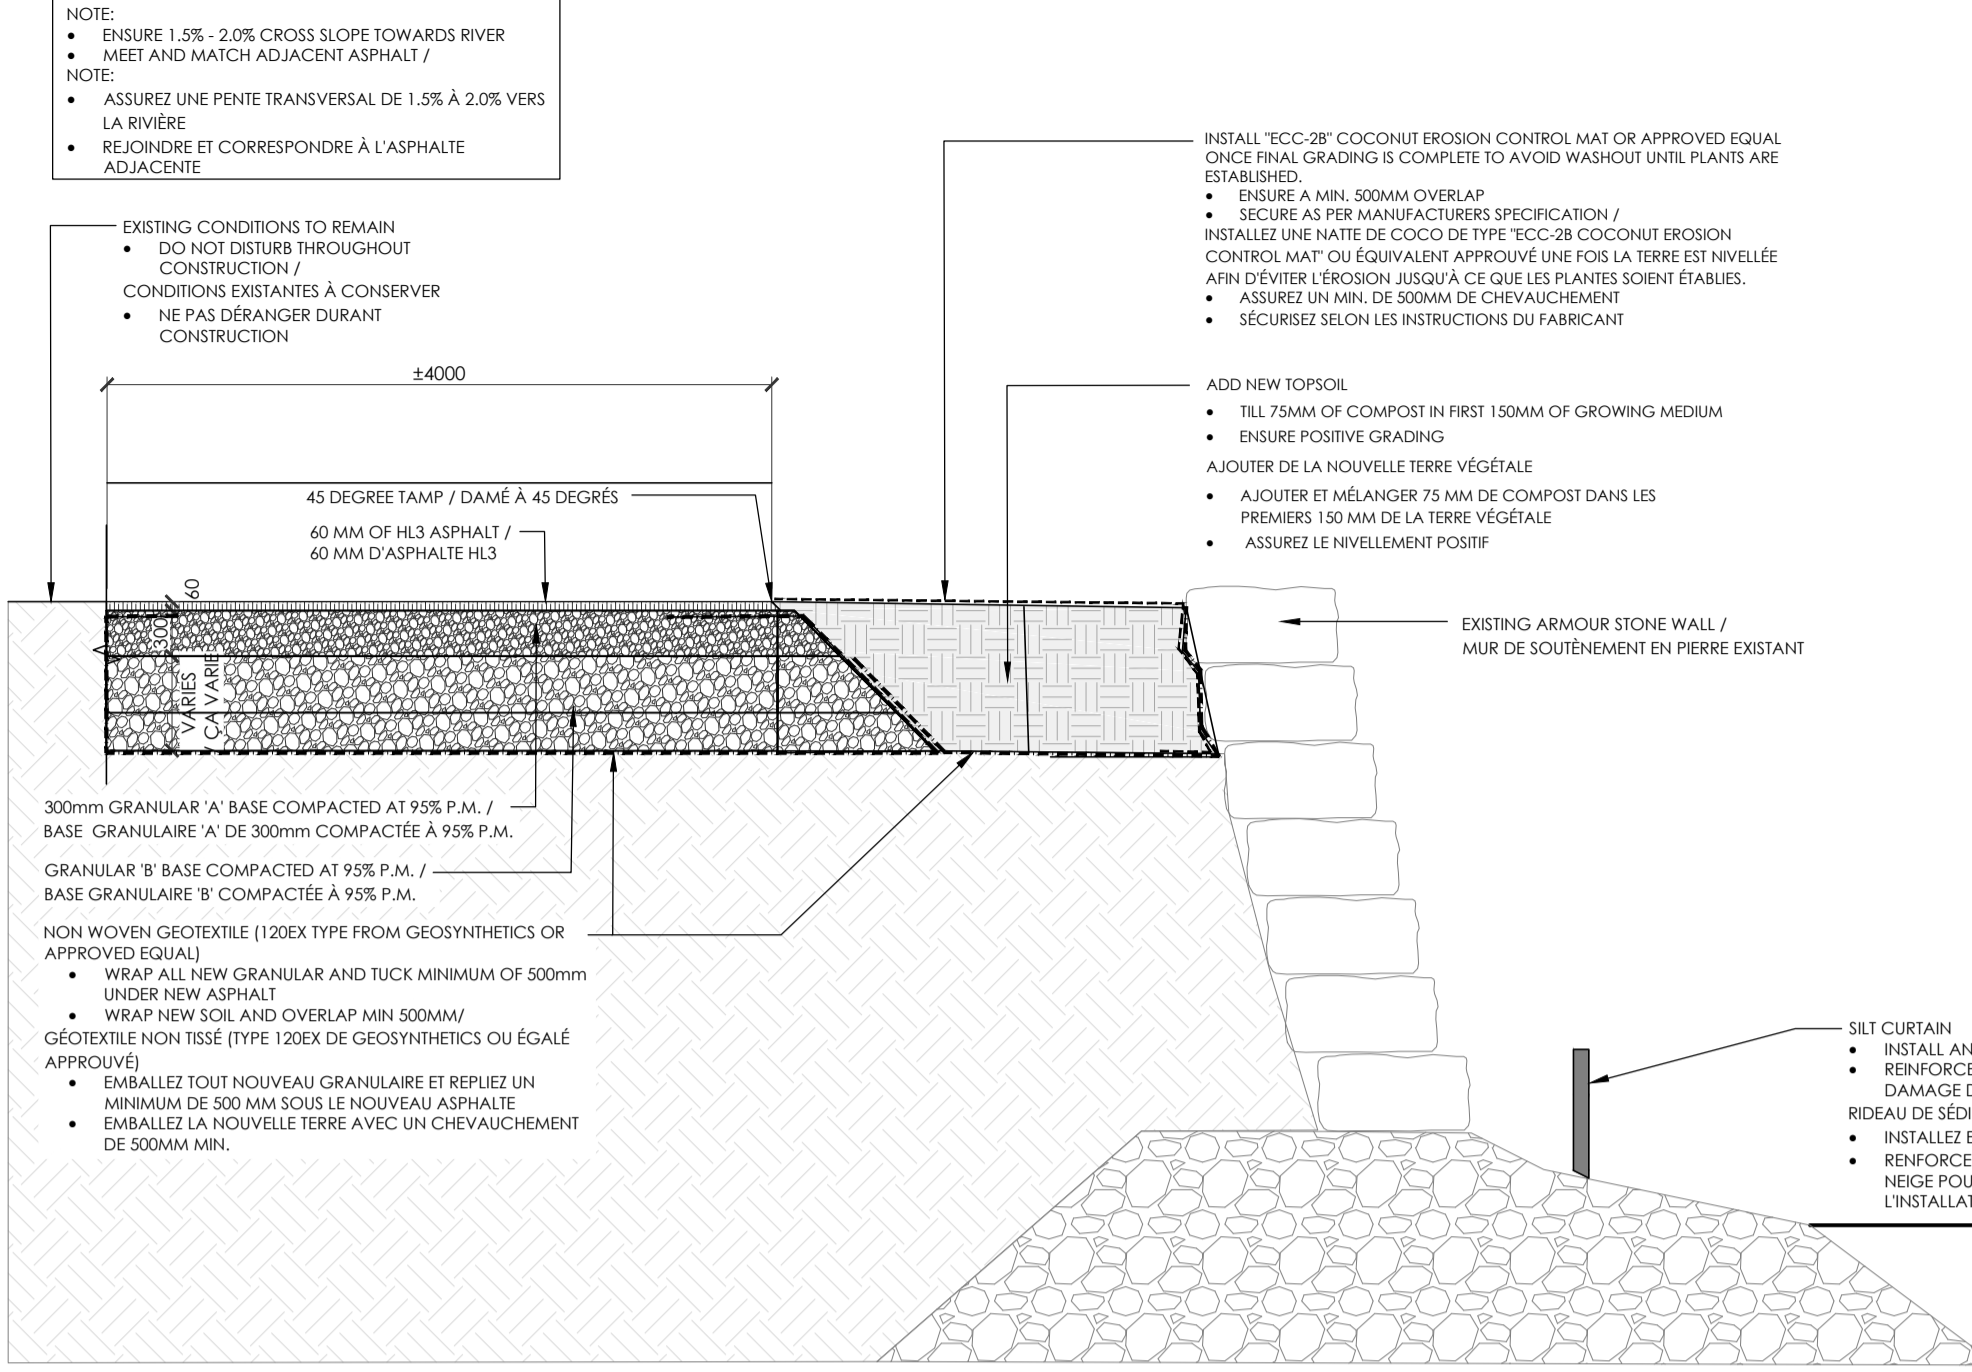 NOTE:
• ENSURE 1.5% - 2.0% CROSS SLOPE TOWARDS RIVER
• MEET AND MATCH ADJACENT ASPHALT /
NOTE:
• ASSUREZ UNE PENTE TRANSVERSAL DE 1.5% À 2.0% VERS
LA RIVIÈRE
• REJOINDRE ET CORRESPONDRE À L'ASPHALTE
ADJACENTE
EXISTING CONDITIONS TO REMAIN
• DO NOT DISTURB THROUGHOUT
CONSTRUCTION /
CONDITIONS EXISTANTES À CONSERVER
• NE PAS DÉRANGER DURANT
CONSTRUCTION
INSTALL "ECC-2B" COCONUT EROSION CONTROL MAT OR APPROVED EQUAL
ONCE FINAL GRADING IS COMPLETE TO AVOID WASHOUT UNTIL PLANTS ARE
ESTABLISHED.
• ENSURE A MIN. 500MM OVERLAP
• SECURE AS PER MANUFACTURERS SPECIFICATION /
INSTALLEZ UNE NATTE DE COCO DE TYPE "ECC-2B COCONUT EROSION
CONTROL MAT" OU ÉQUIVALENT APPROUVÉ UNE FOIS LA TERRE EST NIVELLÉE
AFIN D'ÉVITER L'ÉROSION JUSQU'À CE QUE LES PLANTES SOIENT ÉTABLIES.
• ASSUREZ UN MIN. DE 500MM DE CHEVAUCHEMENT
• SÉCURISEZ SELON LES INSTRUCTIONS DU FABRICANT
±4000
ADD NEW TOPSOIL
• TILL 75MM OF COMPOST IN FIRST 150MM OF GROWING MEDIUM
• ENSURE POSITIVE GRADING
AJOUTER DE LA NOUVELLE TERRE VÉGÉTALE
• AJOUTER ET MÉLANGER 75 MM DE COMPOST DANS LES
PREMIERS 150 MM DE LA TERRE VÉGÉTALE
• ASSUREZ LE NIVELLEMENT POSITIF
45 DEGREE TAMP / DAMÉ À 45 DEGRÉS
60 MM OF HL3 ASPHALT /
60 MM D'ASPHALTE HL3
60
300
VARIES
/ ÇA VARIE
EXISTING ARMOUR STONE WALL /
MUR DE SOUTÈNEMENT EN PIERRE EXISTANT
300mm GRANULAR 'A' BASE COMPACTED AT 95% P.M. /
BASE GRANULAIRE 'A' DE 300mm COMPACTÉE À 95% P.M.
GRANULAR 'B' BASE COMPACTED AT 95% P.M. /
BASE GRANULAIRE 'B' COMPACTÉE À 95% P.M.
NON WOVEN GEOTEXTILE (120EX TYPE FROM GEOSYNTHETICS OR
APPROVED EQUAL)
• WRAP ALL NEW GRANULAR AND TUCK MINIMUM OF 500mm
UNDER NEW ASPHALT
• WRAP NEW SOIL AND OVERLAP MIN 500MM/
GÉOTEXTILE NON TISSÉ (TYPE 120EX DE GEOSYNTHETICS OU ÉGALÉ
APPROUVÉ)
• EMBALLEZ TOUT NOUVEAU GRANULAIRE ET REPLIEZ UN
MINIMUM DE 500 MM SOUS LE NOUVEAU ASPHALTE
• EMBALLEZ LA NOUVELLE TERRE AVEC UN CHEVAUCHEMENT
DE 500MM MIN.
SILT CURTAIN
• INSTALL AN
• REINFORCE
DAMAGE D
RIDEAU DE SÉDI
• INSTALLEZ E
• RENFORCE
NEIGE POU
L'INSTALLAT